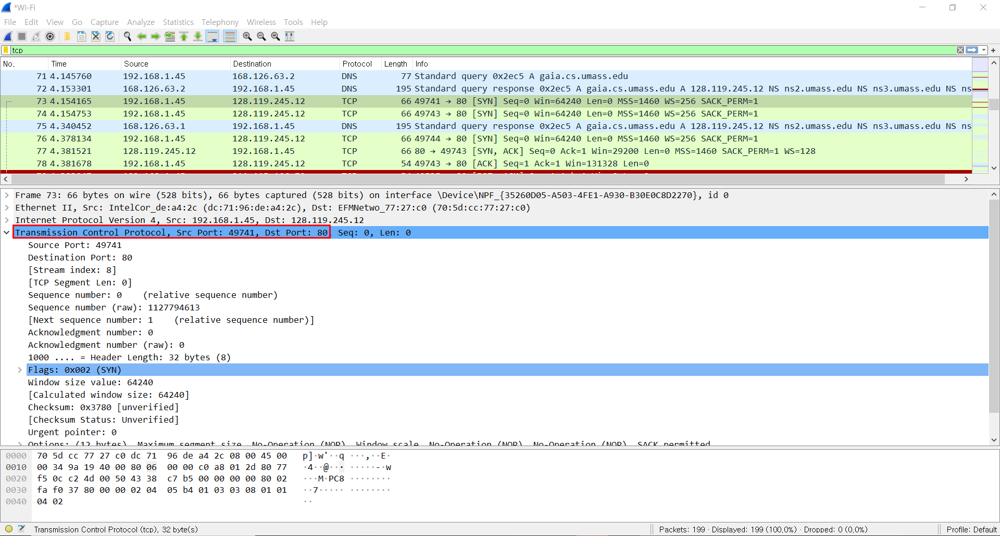 *Wi-Fi
File Edit View Go Capture Analyze Statistics Telephony Wireless Tools Help
tcp
No. Time Source Destination Protocol Length Info
71 4.145760 192.168.1.45 168.126.63.2 DNS 77 Standard query 0x2ec5 A gaia.cs.umass.edu
72 4.153301 168.126.63.2 192.168.1.45 DNS 195 Standard query response 0x2ec5 A gaia.cs.umass.edu A 128.119.245.12 NS ns2.umass.edu NS ns3.umass.edu NS ns
73 4.154165 192.168.1.45 128.119.245.12 TCP 66 49741 → 80 [SYN] Seq=0 Win=64240 Len=0 MSS=1460 WS=256 SACK_PERM=1
74 4.154753 192.168.1.45 128.119.245.12 TCP 66 49743 → 80 [SYN] Seq=0 Win=64240 Len=0 MSS=1460 WS=256 SACK_PERM=1
75 4.340452 168.126.63.1 192.168.1.45 DNS 195 Standard query response 0x2ec5 A gaia.cs.umass.edu A 128.119.245.12 NS ns2.umass.edu NS ns3.umass.edu NS ns
76 4.378134 192.168.1.45 128.119.245.12 TCP 66 49744 → 80 [SYN] Seq=0 Win=64240 Len=0 MSS=1460 WS=256 SACK_PERM=1
77 4.381521 128.119.245.12 192.168.1.45 TCP 66 80 → 49743 [SYN, ACK] Seq=0 Ack=1 Win=29200 Len=0 MSS=1460 SACK_PERM=1 WS=128
78 4.381678 192.168.1.45 128.119.245.12 TCP 54 49743 → 80 [ACK] Seq=1 Ack=1 Win=131328 Len=0
Frame 73: 66 bytes on wire (528 bits), 66 bytes captured (528 bits) on interface \Device\NPF_{35260D05-A503-4FE1-A930-B30E0C8D2270}, id 0
Ethernet II, Src: IntelCor_de:a4:2c (dc:71:96:de:a4:2c), Dst: EFMNetwo_77:27:c0 (70:5d:cc:77:27:c0)
Internet Protocol Version 4, Src: 192.168.1.45, Dst: 128.119.245.12
Transmission Control Protocol, Src Port: 49741, Dst Port: 80, Seq: 0, Len: 0
Source Port: 49741
Destination Port: 80
[Stream index: 8]
[TCP Segment Len: 0]
Sequence number: 0 (relative sequence number)
Sequence number (raw): 1127794613
[Next sequence number: 1 (relative sequence number)]
Acknowledgment number: 0
Acknowledgment number (raw): 0
1000 .... = Header Length: 32 bytes (8)
Flags: 0x002 (SYN)
Window size value: 64240
[Calculated window size: 64240]
Checksum: 0x3780 [unverified]
[Checksum Status: Unverified]
Urgent pointer: 0
Options: (12 bytes), Maximum segment size, No-Operation (NOP), Window scale, No-Operation (NOP), No-Operation (NOP), SACK permitted
0000 70 5d cc 77 27 c0 dc 71 96 de a4 2c 08 00 45 00 p]·w'··q ···,··E·
0010 00 34 9a 19 40 00 80 06 00 00 c0 a8 01 2d 80 77 ·4··@··· ·····-·w
0020 f5 0c c2 4d 00 50 43 38 c7 b5 00 00 00 00 80 02 ···M·PC8 ········
0030 fa f0 37 80 00 00 02 04 05 b4 01 03 03 08 01 01 ··7····· ········
0040 04 02 ··
Transmission Control Protocol (tcp), 32 byte(s) Packets: 199 · Displayed: 199 (100,0%) · Dropped: 0 (0,0%) Profile: Default